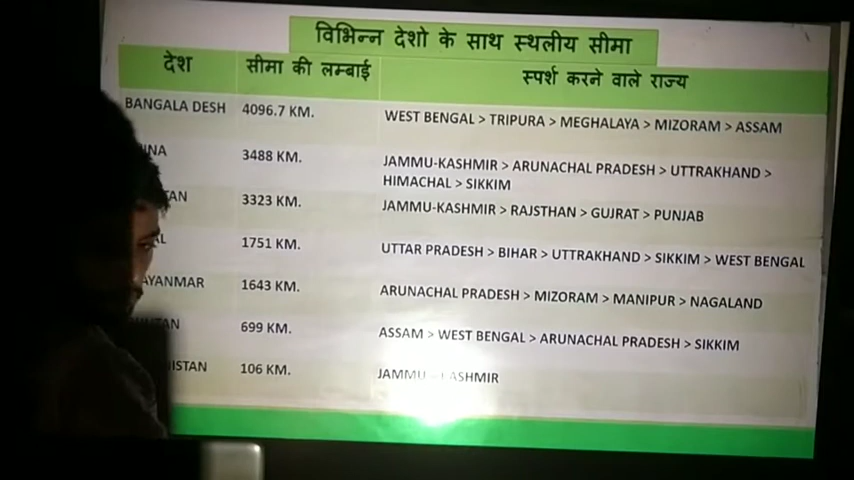 विभिन्न देशो के साथ स्थलीय सीमा
देश सीमा की लम्बाई स्पर्श करने वाले राज्य
BANGALA DESH 4096.7 KM. WEST BENGAL > TRIPURA > MEGHALAYA > MIZORAM > ASSAM
3488 KM. JAMMU-KASHMIR > ARUNACHAL PRADESH > UTTRAKHAND >
HIMACHAL > SIKKIM
3323 KM. JAMMU-KASHMIR > RAJSTHAN > GUJRAT > PUNJAB
1751 KM. UTTAR PRADESH > BIHAR > UTTRAKHAND > SIKKIM > WEST BENGAL
1643 KM. ARUNACHAL PRADESH > MIZORAM > MANIPUR > NAGALAND
699 KM. ASSAM > WEST BENGAL > ARUNACHAL PRADESH > SIKKIM
106 KM. JAMMU - KASHMIR